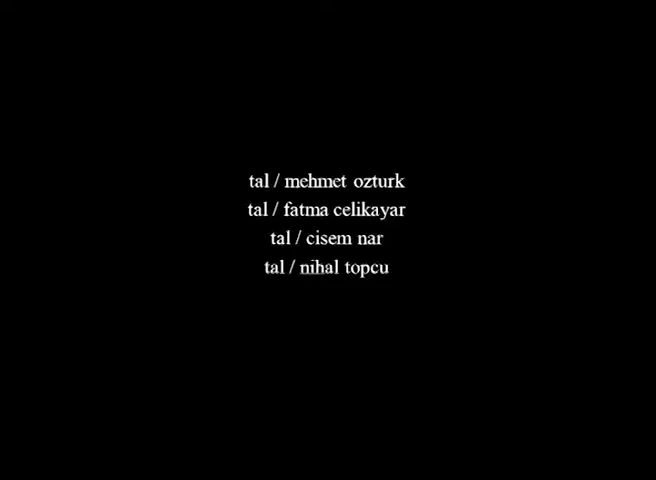 tal / mehmet ozturk
tal / fatma celikayar
tal / cisem nar
tal / nihal topcu